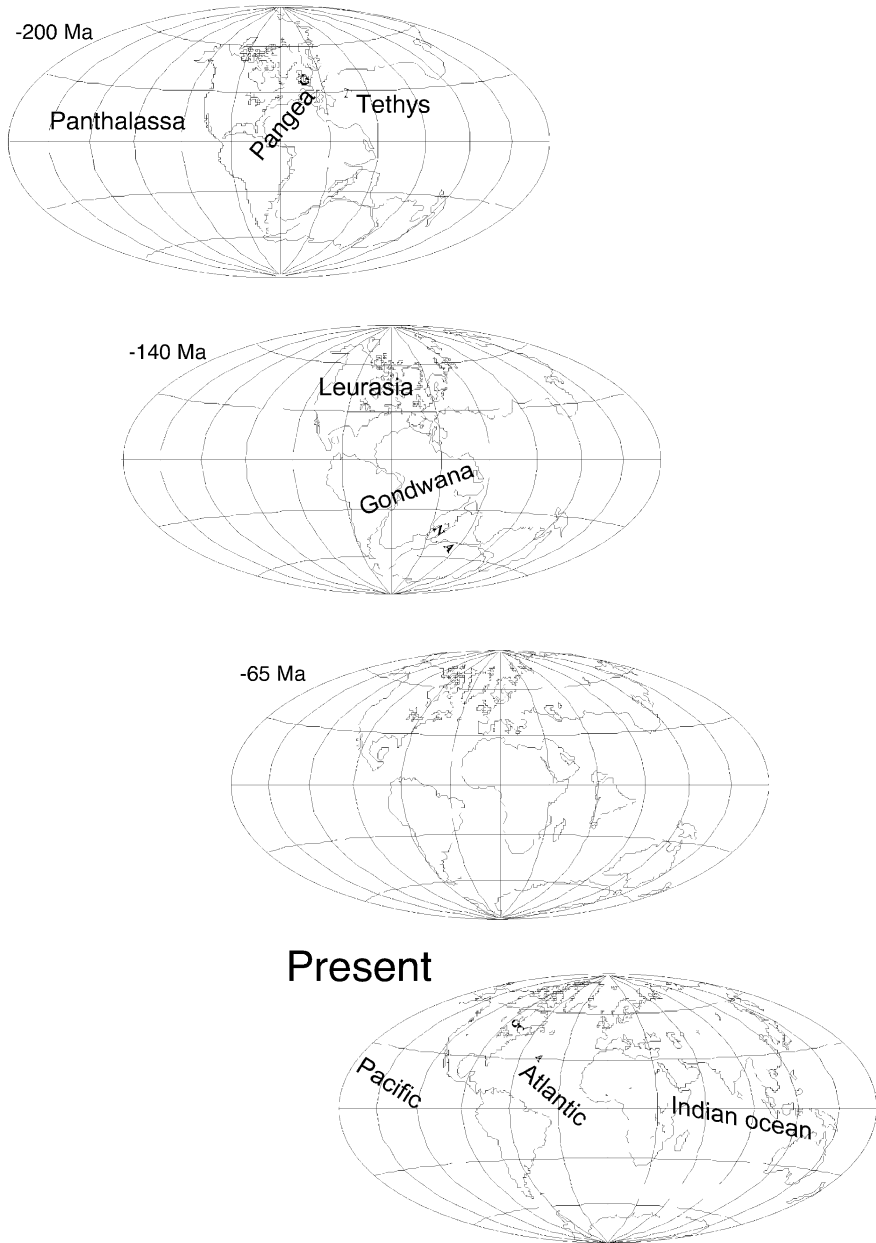 -200 Ma
Panthalassa
Pangea
Tethys
-140 Ma
Leurasia
Gondwana
-65 Ma
Present
Pacific
Atlantic
Indian ocean